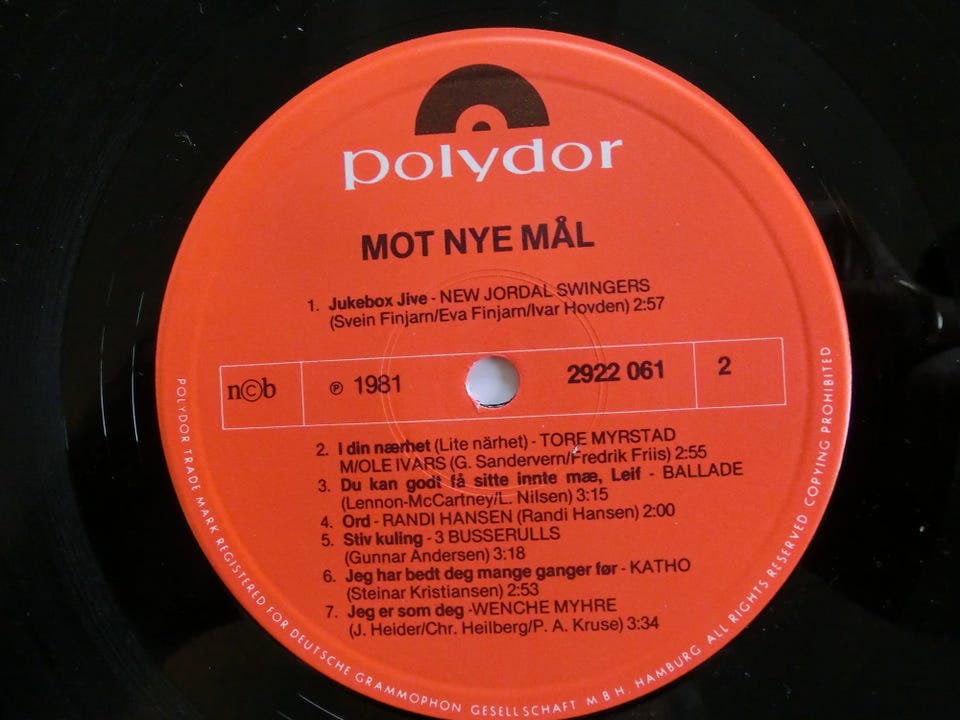 polydor
MOT NYE MÅL
1. Jukebox Jive - NEW JORDAL SWINGERS
(Svein Finjarn/Eva Finjarn/Ivar Hovden) 2:57
n©b ℗ 1981 2922 061 2
2. I din nærhet (Lite närhet) - TORE MYRSTAD
M/OLE IVARS (G. Sandervern/Fredrik Friis) 2:55
3. Du kan godt få sitte innte mæ, Leif - BALLADE
(Lennon-McCartney/L. Nilsen) 3:15
4. Ord - RANDI HANSEN (Randi Hansen) 2:00
5. Stiv kuling - 3 BUSSERULLS
(Gunnar Andersen) 3:18
6. Jeg har bedt deg mange ganger før - KATHO
(Steinar Kristiansen) 2:53
7. Jeg er som deg -WENCHE MYHRE
(J. Heider/Chr. Heilberg/P. A. Kruse) 3:34
POLYDOR TRADE MARK REGISTERED FOR DEUTSCHE GRAMMOPHON GESELLSCHAFT M B H, HAMBURG ALL RIGHTS RESERVED COPYING PROHIBITED